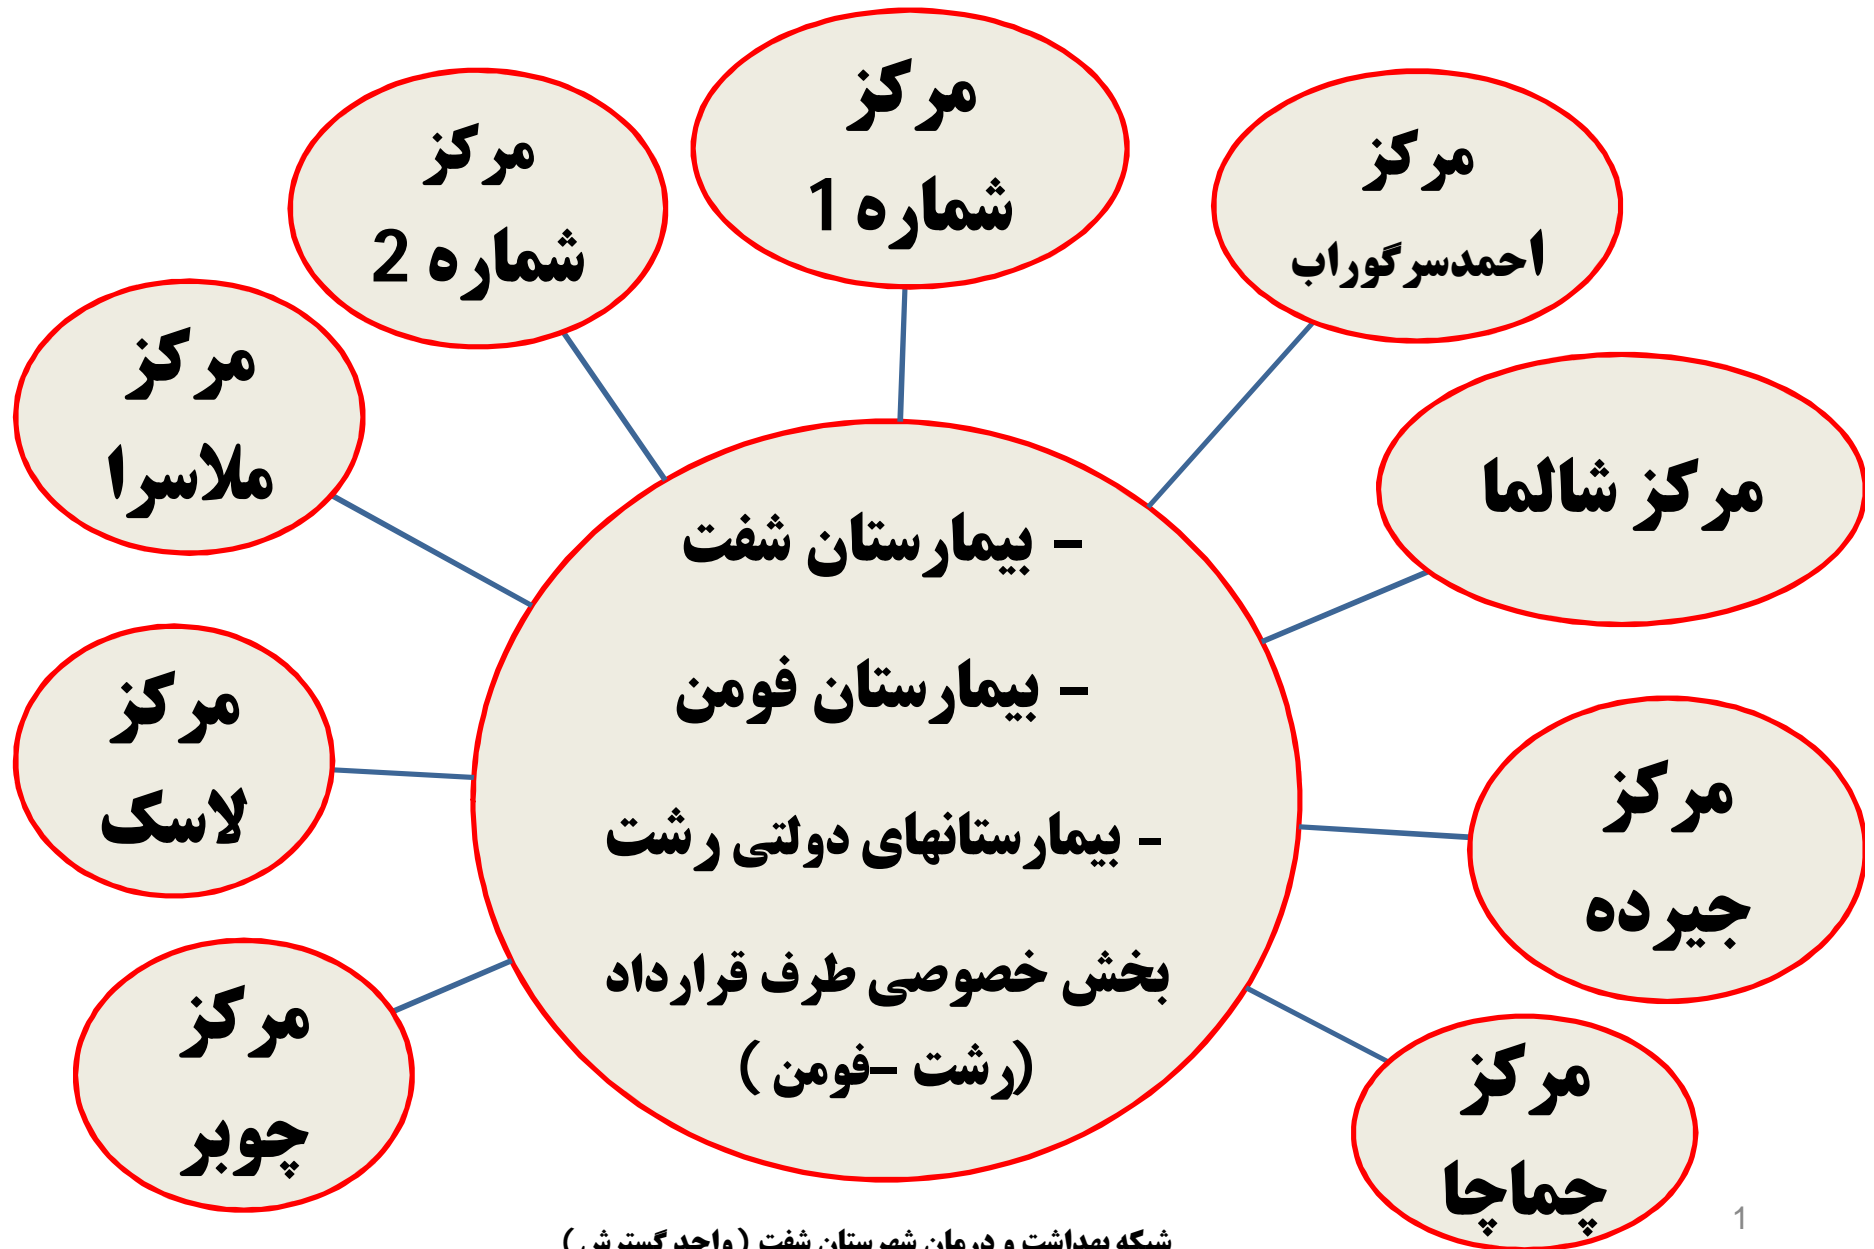 مرکز
شماره 1
مرکز
شماره 2
مرکز
احمدسرگوراب
مرکز
ملاسرا
مرکز شالما
- بیمارستان شفت
- بیمارستان فومن
- بیمارستانهای دولتی رشت
بخش خصوصی طرف قرارداد
(رشت –فومن )
مرکز
لاسک
مرکز
جیرده
مرکز
چوبر
مرکز
چماچا
شبکه بهداشت و درمان شهرستان شفت ( واحد گسترش )
1